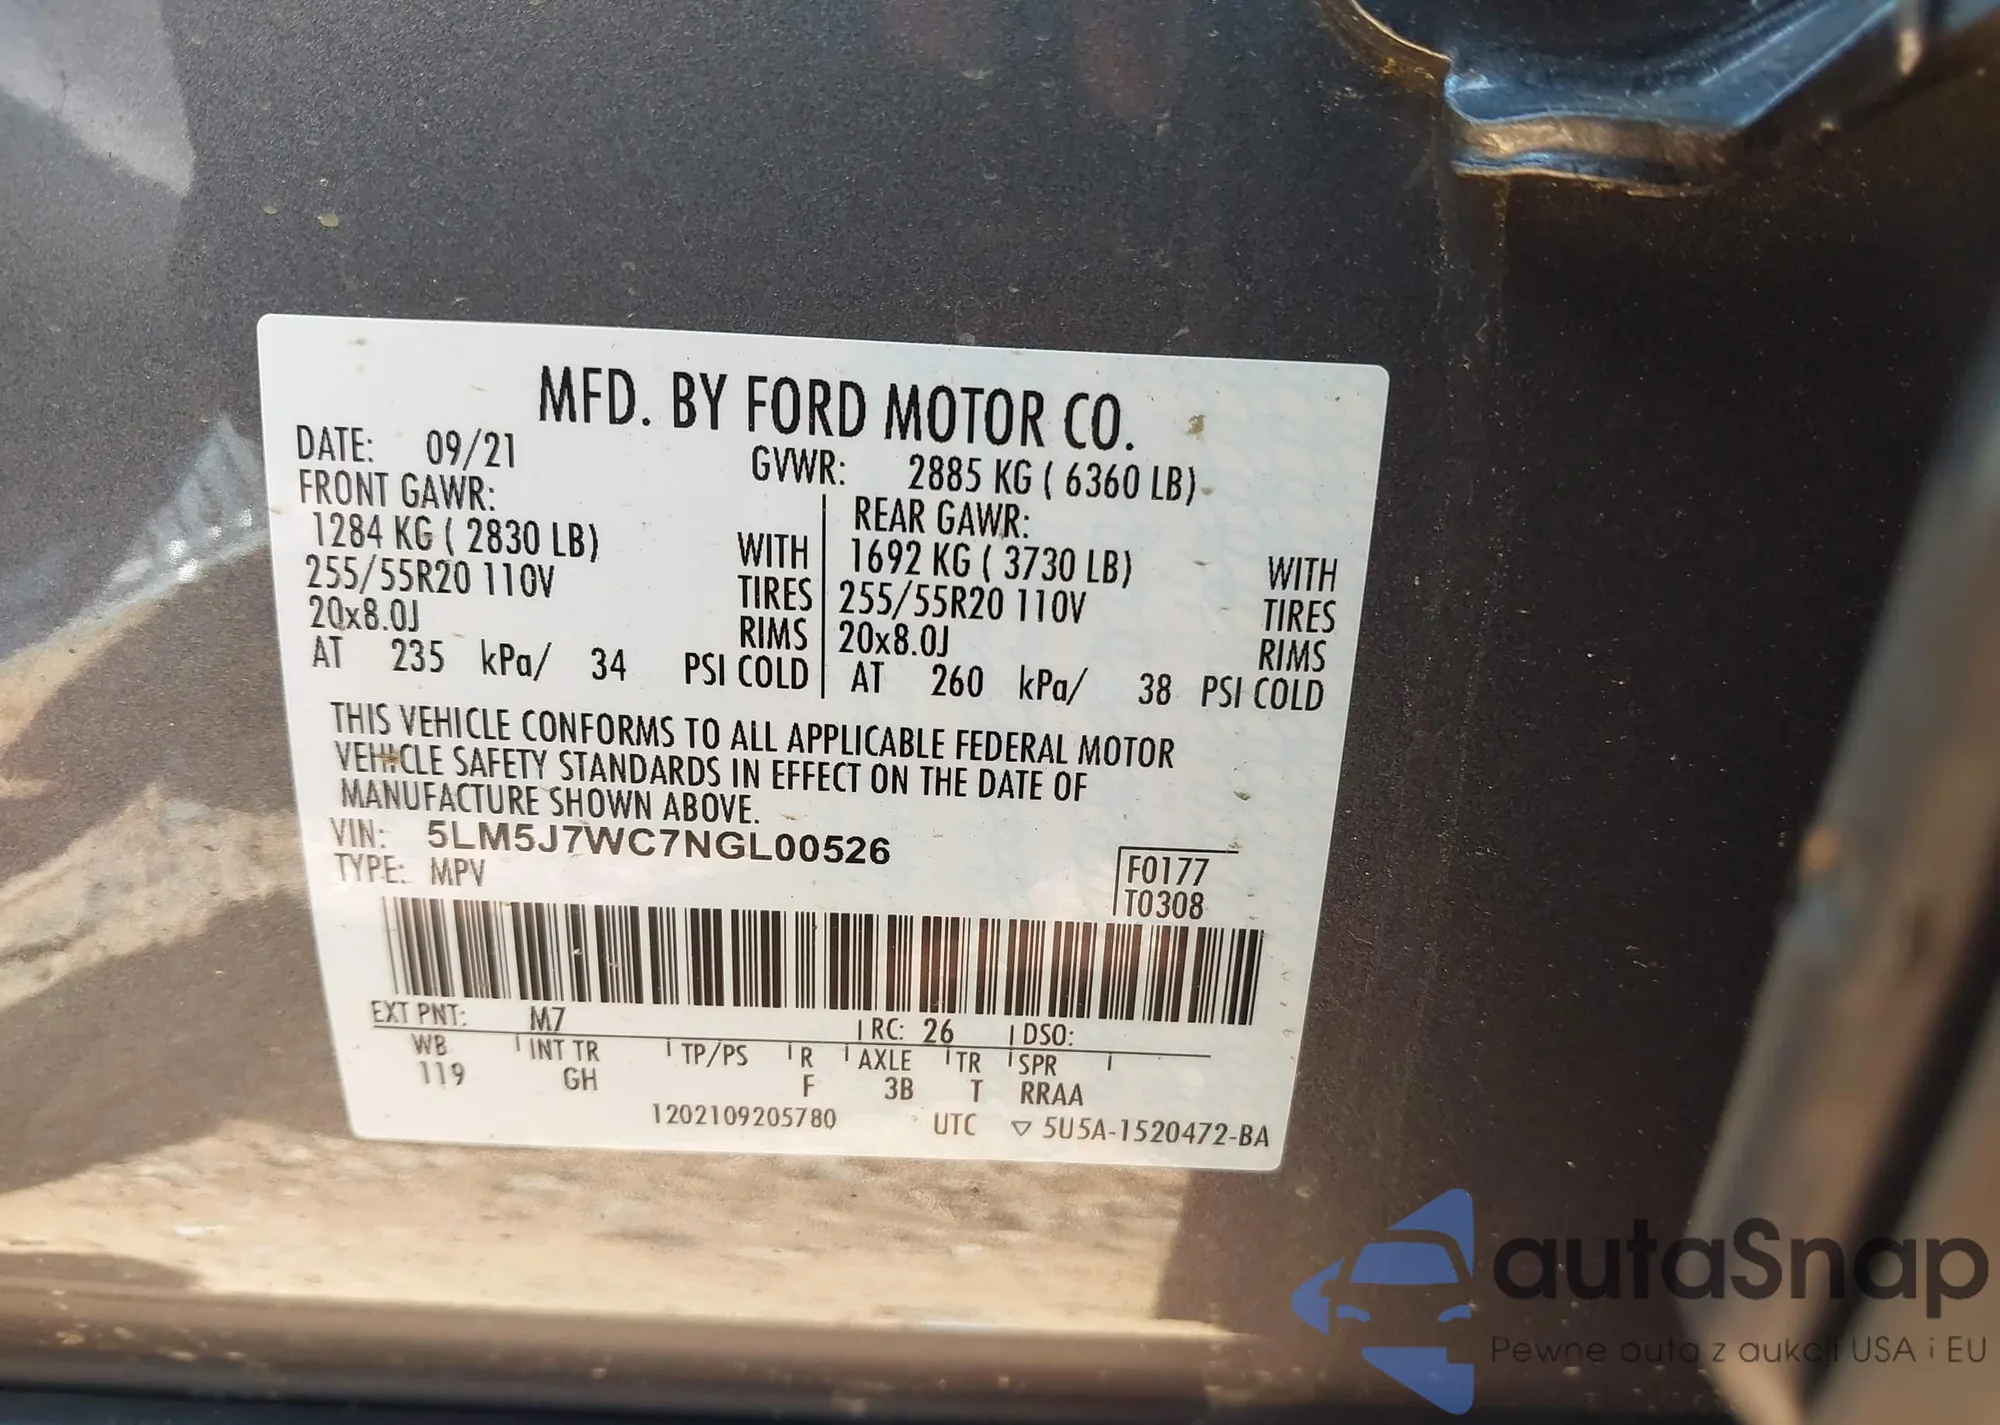 MFD. BY FORD MOTOR CO.
DATE: 09/21 GVWR: 2885 KG ( 6360 LB)
FRONT GAWR: REAR GAWR:
1284 KG ( 2830 LB) WITH 1692 KG ( 3730 LB) WITH
255/55R20 110V TIRES 255/55R20 110V TIRES
20x8.0J RIMS 20x8.0J RIMS
AT 235 kPa/ 34 PSI COLD AT 260 kPa/ 38 PSI COLD
THIS VEHICLE CONFORMS TO ALL APPLICABLE FEDERAL MOTOR
VEHICLE SAFETY STANDARDS IN EFFECT ON THE DATE OF
MANUFACTURE SHOWN ABOVE.
VIN: 5LM5J7WC7NGL00526
TYPE: MPV
F0177
T0308
EXT PNT: M7 RC: 26 DSO:
WB INT TR TP/PS R AXLE TR SPR
119 GH F 3B T RRAA
1202109205780 UTC ▽ 5U5A-1520472-BA
autaSnap
Pewne auta z aukcji USA i EU